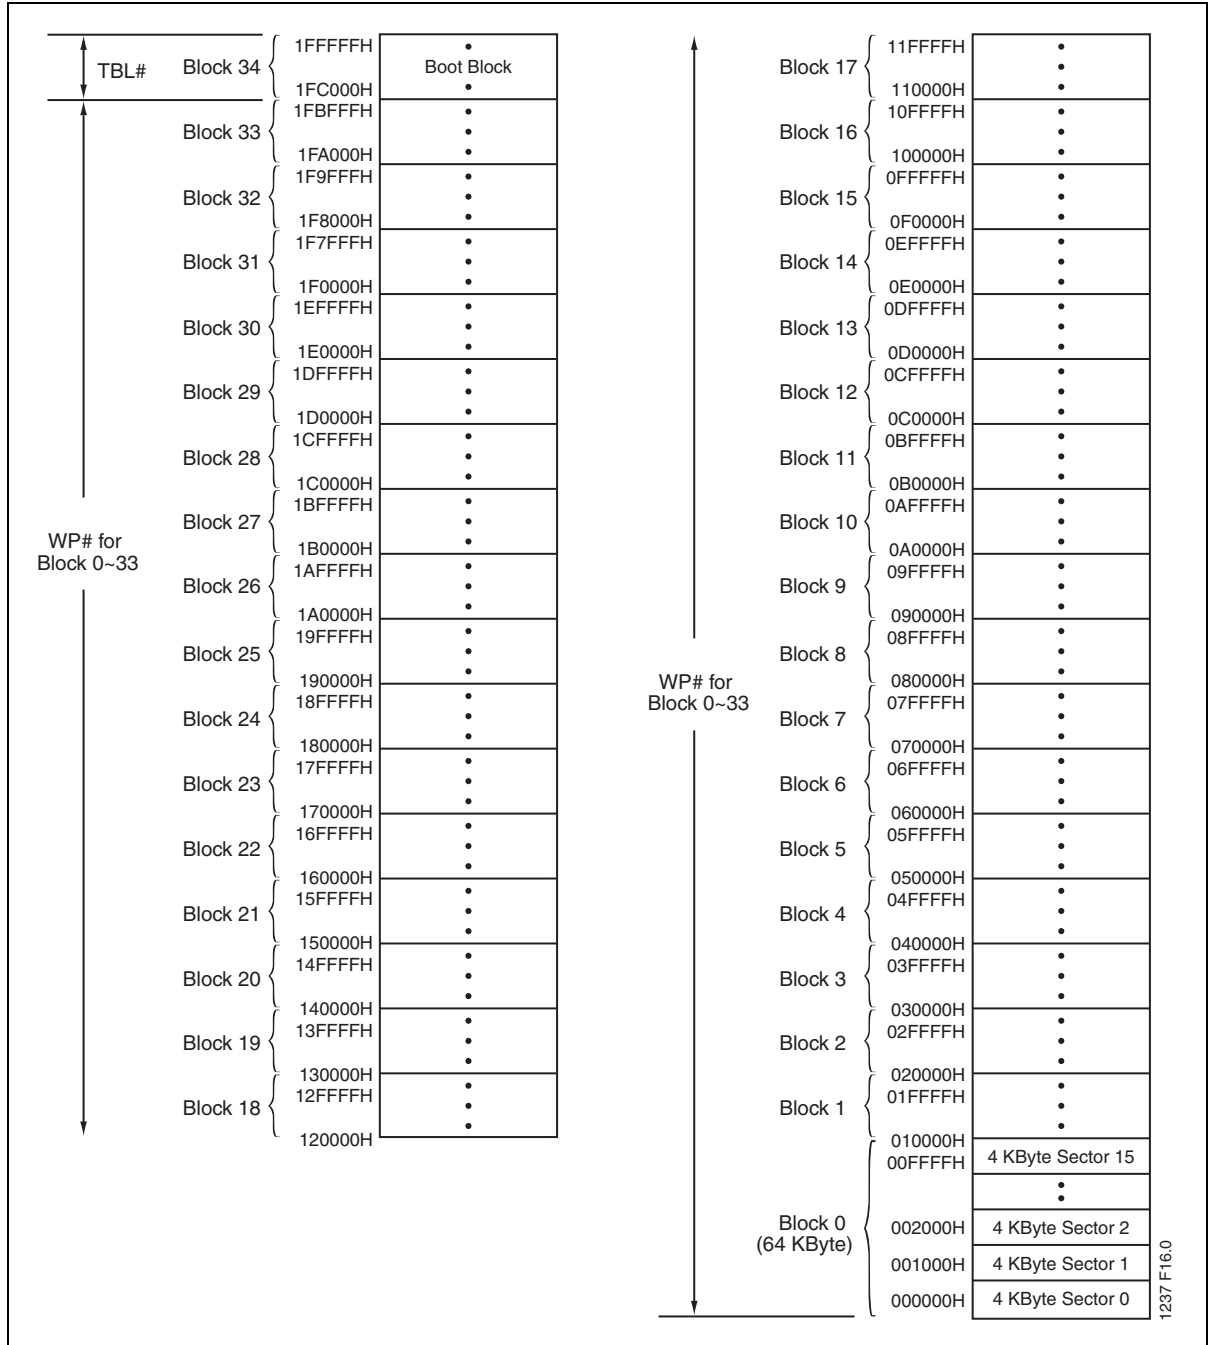 TBL#
WP# for
Block 0~33
Block 34
1FFFFFH
Boot Block
1FC000H
Block 33
1FBFFFH
1FA000H
Block 32
1F9FFFH
1F8000H
Block 31
1F7FFFH
1F0000H
Block 30
1EFFFFH
1E0000H
Block 29
1DFFFFH
1D0000H
Block 28
1CFFFFH
1C0000H
Block 27
1BFFFFH
1B0000H
Block 26
1AFFFFH
1A0000H
Block 25
19FFFFH
190000H
Block 24
18FFFFH
180000H
Block 23
17FFFFH
170000H
Block 22
16FFFFH
160000H
Block 21
15FFFFH
150000H
Block 20
14FFFFH
140000H
Block 19
13FFFFH
130000H
Block 18
12FFFFH
120000H
WP# for
Block 0~33
Block 17
11FFFFH
110000H
Block 16
10FFFFH
100000H
Block 15
0FFFFFH
0F0000H
Block 14
0EFFFFH
0E0000H
Block 13
0DFFFFH
0D0000H
Block 12
0CFFFFH
0C0000H
Block 11
0BFFFFH
0B0000H
Block 10
0AFFFFH
0A0000H
Block 9
09FFFFH
090000H
Block 8
08FFFFH
080000H
Block 7
07FFFFH
070000H
Block 6
06FFFFH
060000H
Block 5
05FFFFH
050000H
Block 4
04FFFFH
040000H
Block 3
03FFFFH
030000H
Block 2
02FFFFH
020000H
Block 1
01FFFFH
010000H
Block 0
(64 KByte)
00FFFFH
4 KByte Sector 15
002000H
4 KByte Sector 2
001000H
4 KByte Sector 1
000000H
4 KByte Sector 0
1237 F16.0